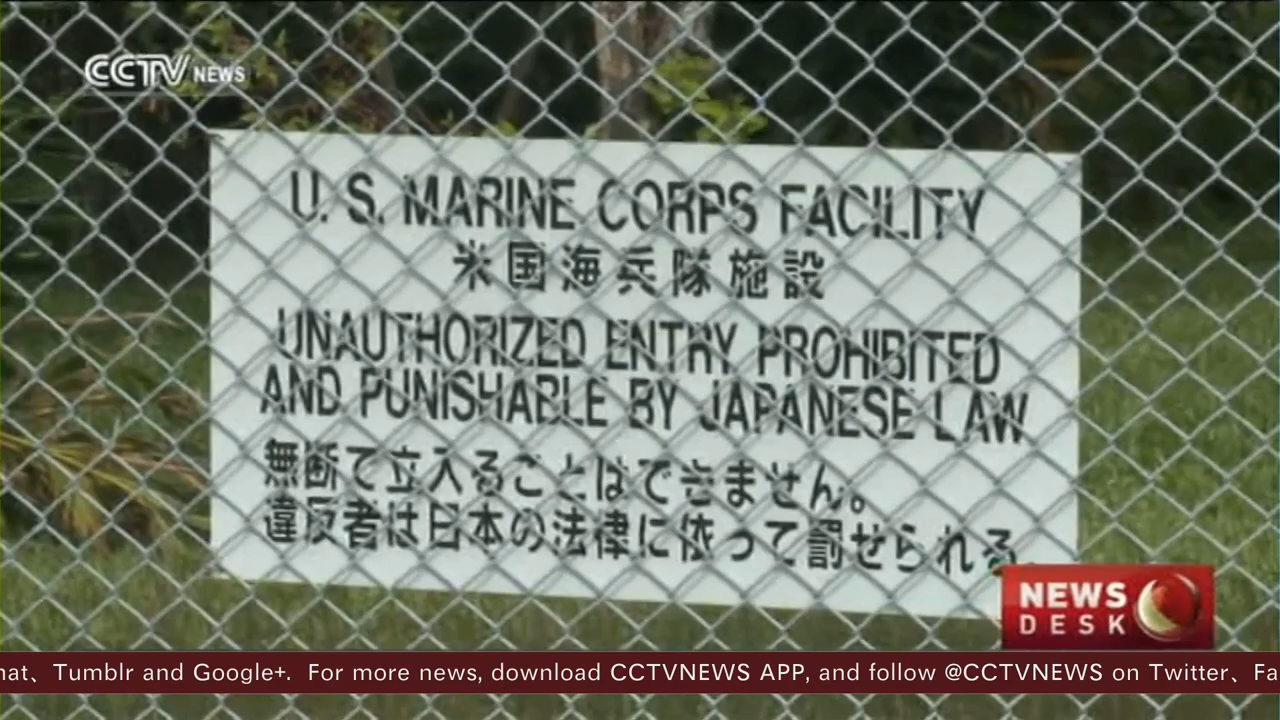 CCTV NEWS
U. S. MARINE CORPS FACILITY
米国海兵隊施設
UNAUTHORIZED ENTRY PROHIBITED
AND PUNISHABLE BY JAPANESE LAW
無断で立入ることはできません。
違反者は日本の法律に依って罰せられる。
NEWS
DESK
Tumblr and Google+. For more news, download CCTVNEWS APP, and follow @CCTVNEWS on Twitter、